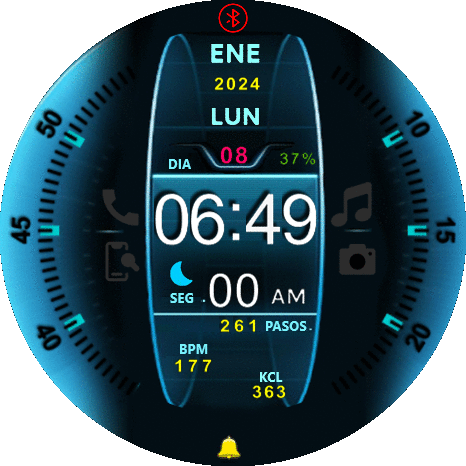 ENE
2024
LUN
DIA 08 37%
50 10
06:49
45 15
SEG 00 AM
261 PASOS
40 20
BPM
177
KCL
363